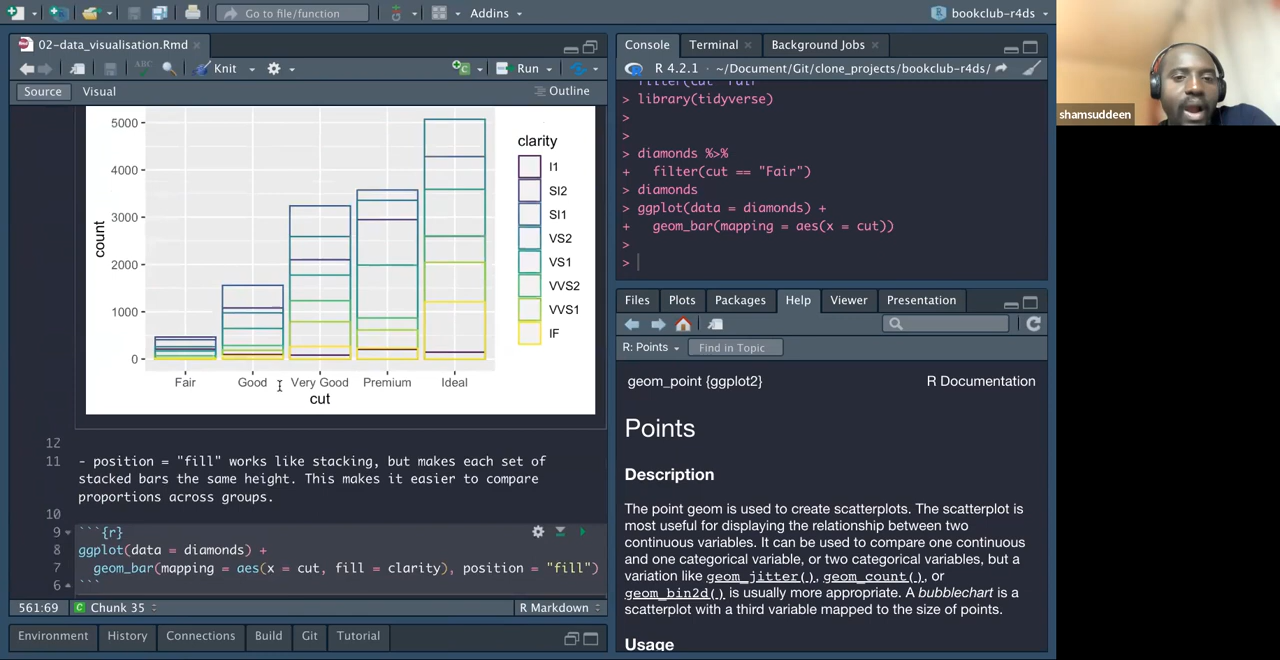 Go to file/function
Addins
bookclub-r4ds
02-data_visualisation.Rmd
ABC
Knit
Run
Source
Visual
Outline
5000
4000
3000
2000
1000
0
count
Fair
Good
Very Good
Premium
Ideal
cut
clarity
I1
SI2
SI1
VS2
VS1
VVS2
VVS1
IF
12
11 - position = "fill" works like stacking, but makes each set of
stacked bars the same height. This makes it easier to compare
proportions across groups.
10
9 ```{r}
8 ggplot(data = diamonds) +
7 geom_bar(mapping = aes(x = cut, fill = clarity), position = "fill")
6 ```
561:69
C Chunk 35
R Markdown
Environment
History
Connections
Build
Git
Tutorial
Console
Terminal
Background Jobs
R 4.2.1 · ~/Document/Git/clone_projects/bookclub-r4ds/
> library(tidyverse)
>
>
> diamonds %>%
+ filter(cut == "Fair")
> diamonds
> ggplot(data = diamonds) +
+ geom_bar(mapping = aes(x = cut))
>
>
Files
Plots
Packages
Help
Viewer
Presentation
R: Points
Find in Topic
geom_point {ggplot2}
R Documentation
Points
Description
The point geom is used to create scatterplots. The scatterplot is
most useful for displaying the relationship between two
continuous variables. It can be used to compare one continuous
and one categorical variable, or two categorical variables, but a
variation like geom_jitter(), geom_count(), or
geom_bin2d() is usually more appropriate. A bubblechart is a
scatterplot with a third variable mapped to the size of points.
Usage
shamsuddeen